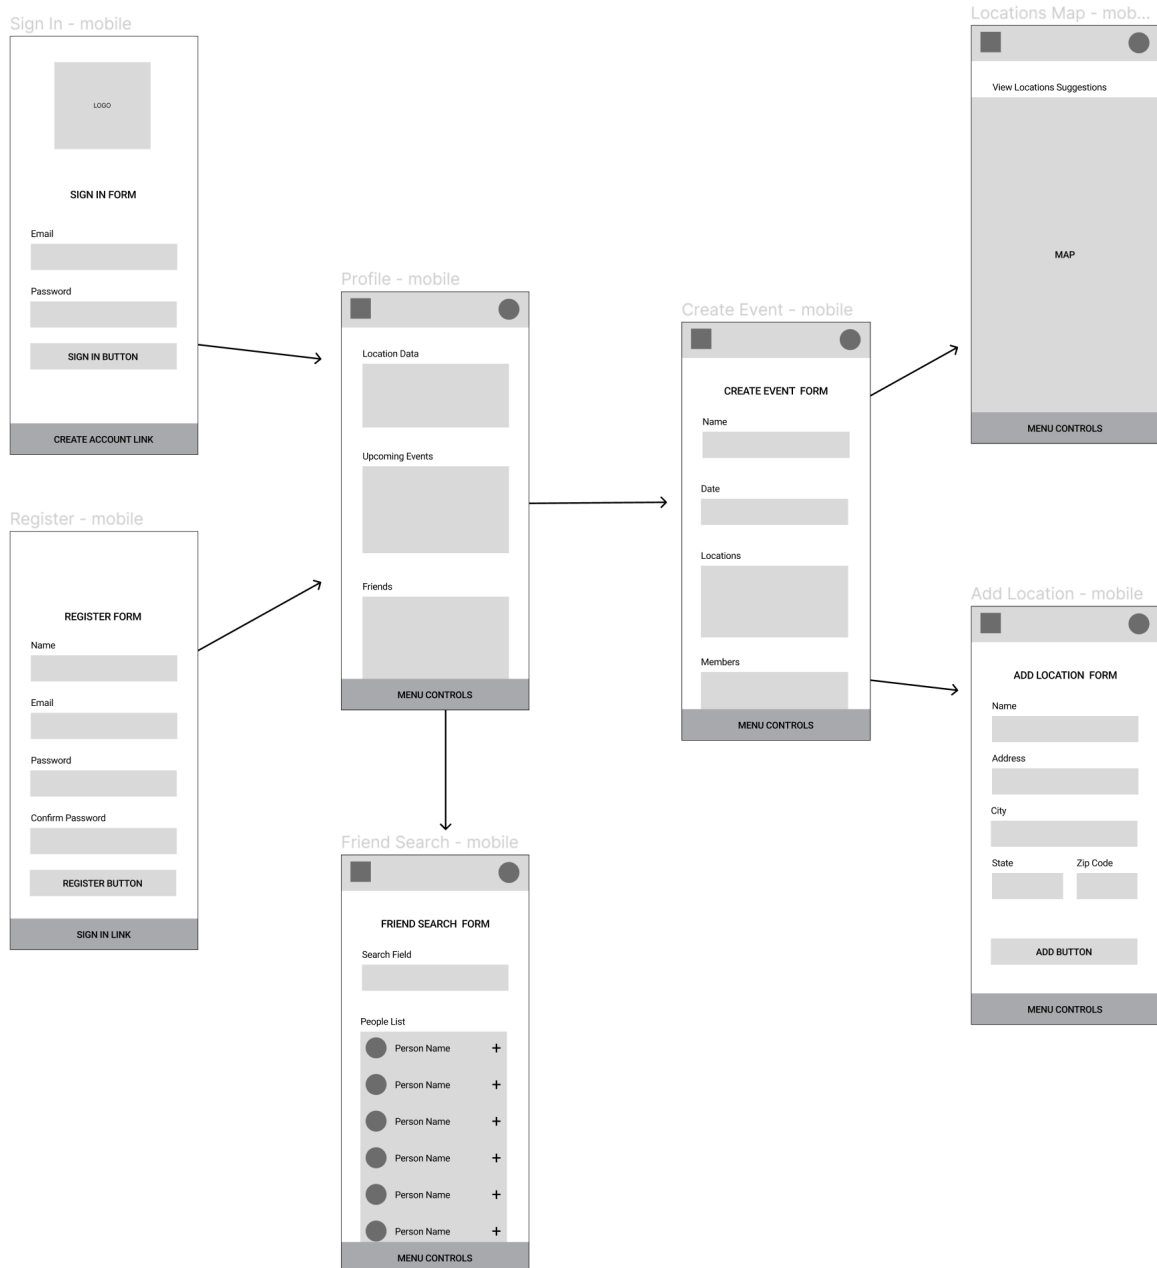 Sign In - mobile
LOGO
SIGN IN FORM
Email
Password
SIGN IN BUTTON
CREATE ACCOUNT LINK
Register - mobile
REGISTER FORM
Name
Email
Password
Confirm Password
REGISTER BUTTON
SIGN IN LINK
Profile - mobile
Location Data
Upcoming Events
Friends
MENU CONTROLS
Friend Search - mobile
FRIEND SEARCH FORM
Search Field
People List
Person Name +
Person Name +
Person Name +
Person Name +
Person Name +
Person Name +
MENU CONTROLS
Create Event - mobile
CREATE EVENT FORM
Name
Date
Locations
Members
MENU CONTROLS
Locations Map - mob...
View Locations Suggestions
MAP
MENU CONTROLS
Add Location - mobile
ADD LOCATION FORM
Name
Address
City
State Zip Code
ADD BUTTON
MENU CONTROLS